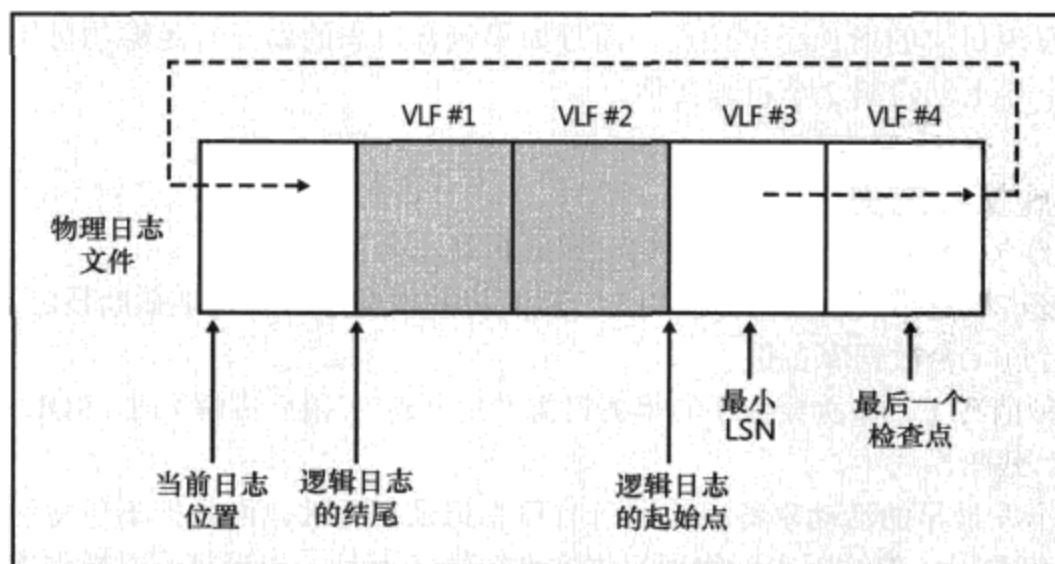 VLF #1
VLF #2
VLF #3
VLF #4
物理日志
文件
最小
LSN
最后一个
检查点
当前日志
位置
逻辑日志
的结尾
逻辑日志
的起始点